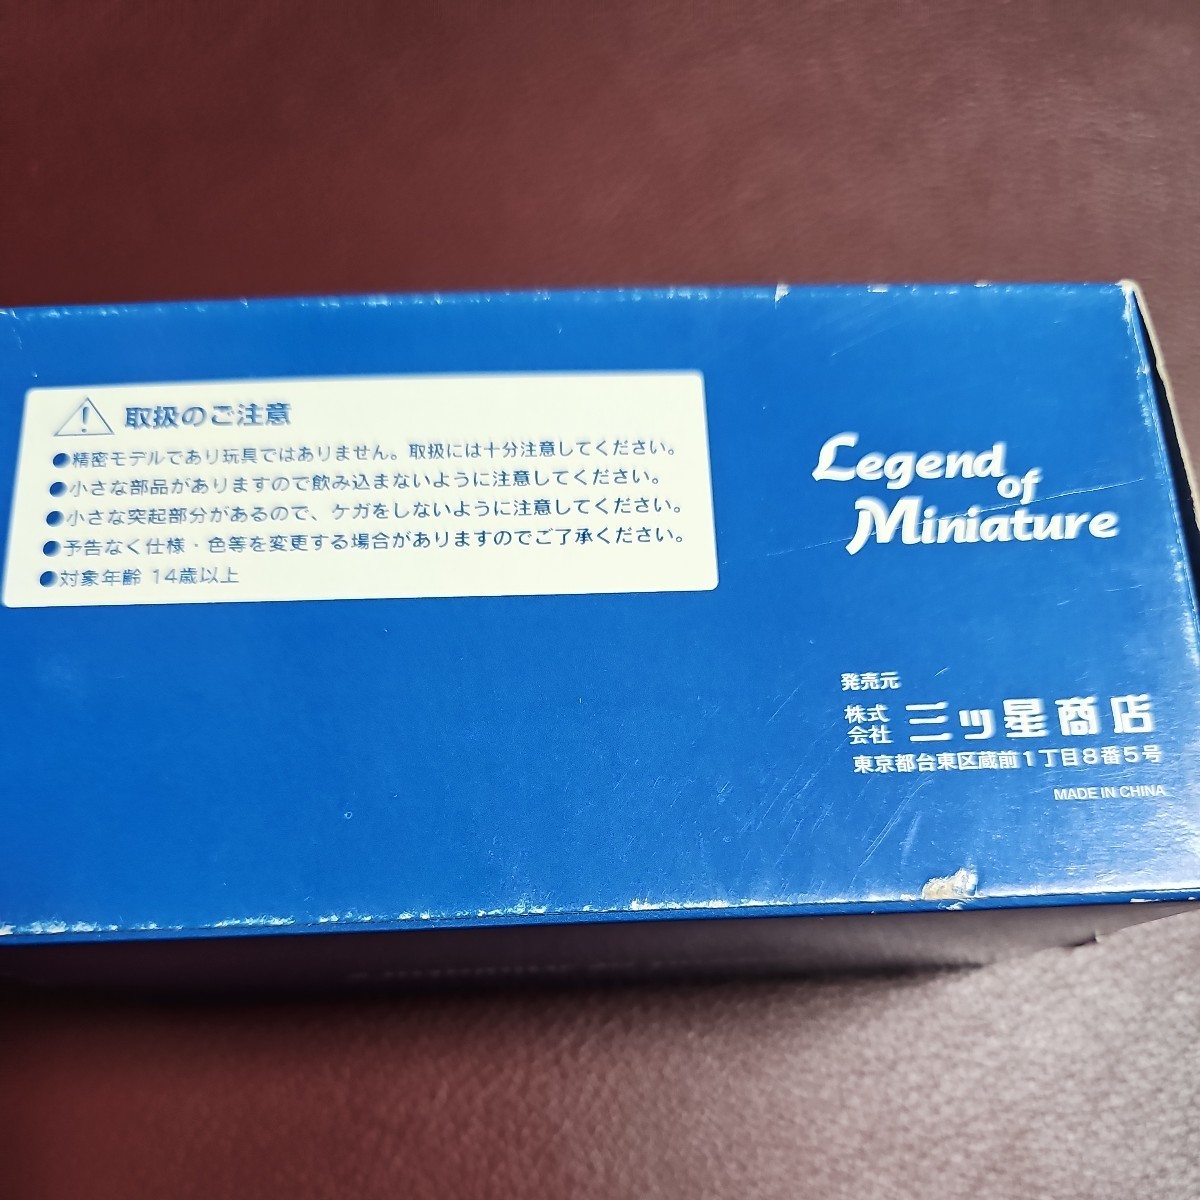 取扱のご注意
●精密モデルであり玩具ではありません。取扱には十分注意してください。
●小さな部品がありますので飲み込まないように注意してください。
●小さな突起部分があるので、ケガをしないように注意してください。
●予告なく仕様・色等を変更する場合がありますのでご了承ください。
●対象年齢 14歳以上
Legend
of
Miniature
発売元
株式会社 三ッ星商店
東京都台東区蔵前1丁目8番5号
MADE IN CHINA